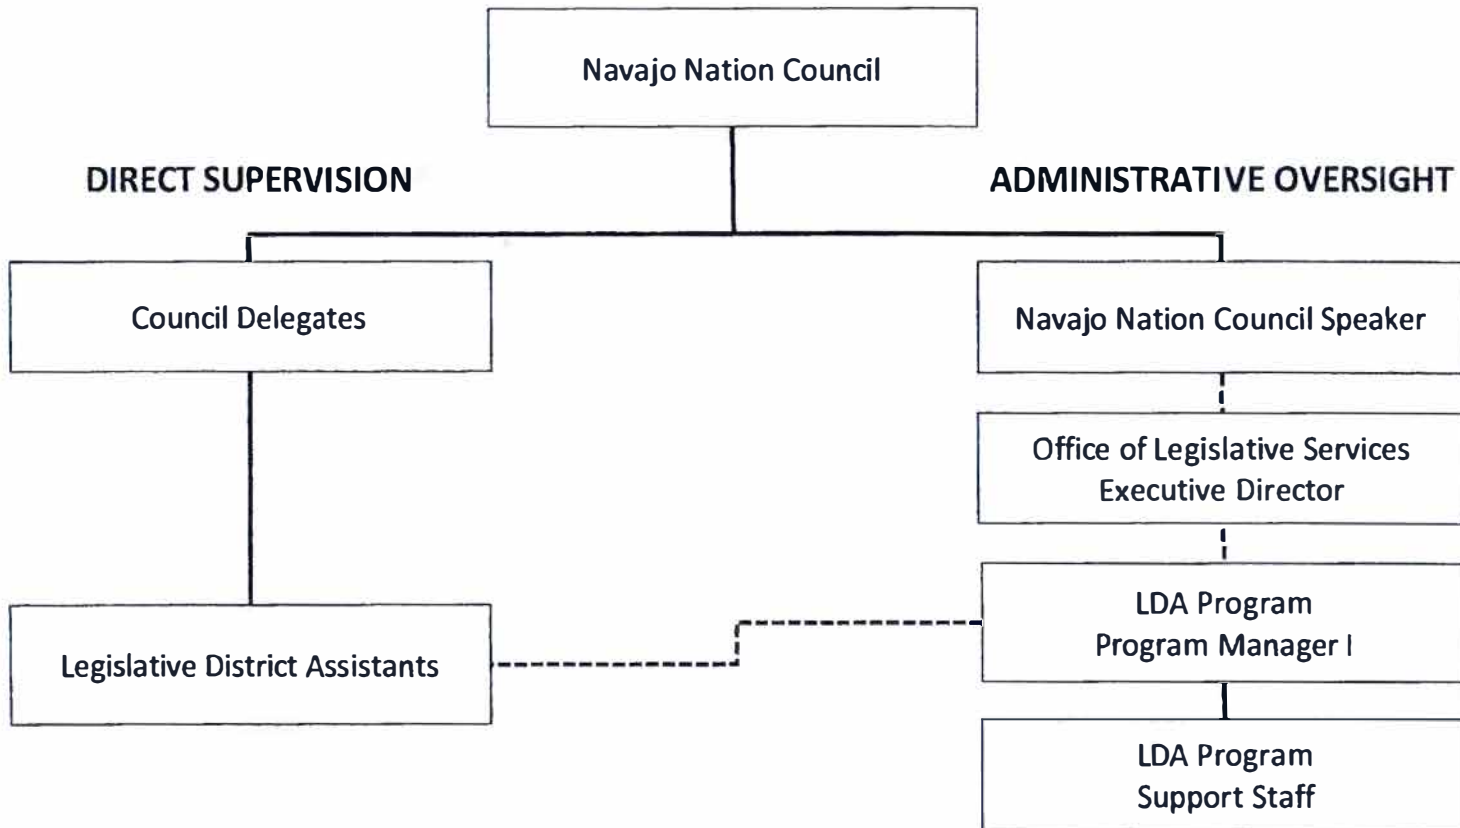 Navajo Nation Council
DIRECT SUPERVISION
ADMINISTRATIVE OVERSIGHT
Council Delegates
Navajo Nation Council Speaker
Office of Legislative Services
Executive Director
LDA Program
Program Manager I
Legislative District Assistants
LDA Program
Support Staff